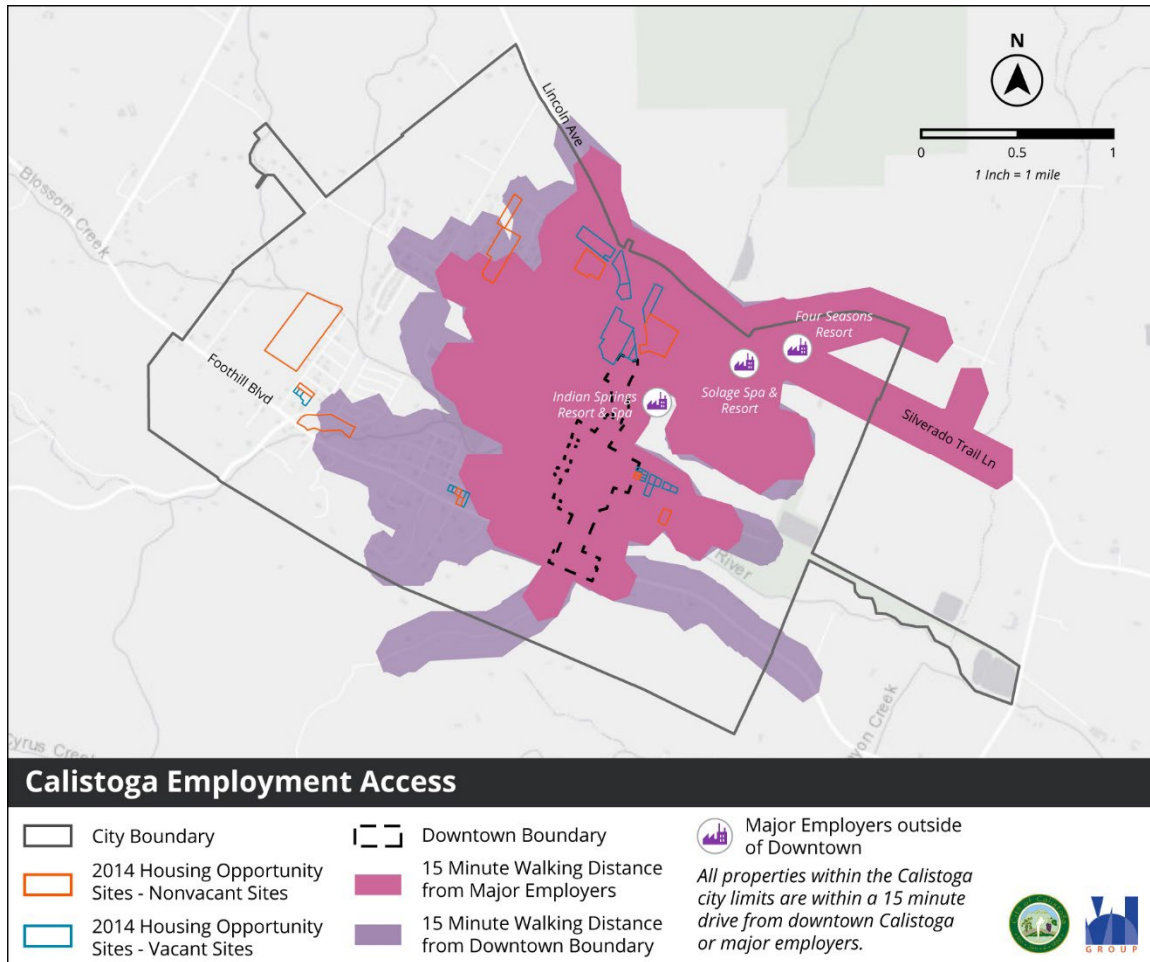 N
Lincoln Ave
0 0.5 1
1 Inch = 1 mile
Blossom Creek
Four Seasons
Resort
Foothill Blvd
Indian Springs
Resort & Spa
Solage Spa &
Resort
Silverado Trail Ln
River
yon Creek
Cyrus Creek
Calistoga Employment Access
City Boundary
2014 Housing Opportunity
Sites - Nonvacant Sites
2014 Housing Opportunity
Sites - Vacant Sites
Downtown Boundary
15 Minute Walking Distance
from Major Employers
15 Minute Walking Distance
from Downtown Boundary
Major Employers outside
of Downtown
All properties within the Calistoga
city limits are within a 15 minute
drive from downtown Calistoga
or major employers.
GROUP